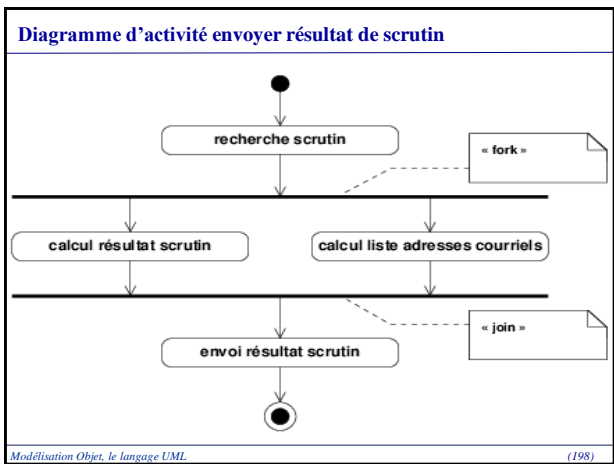 Diagramme d'activité envoyer résultat de scrutin
recherche scrutin
« fork »
calcul résultat scrutin
calcul liste adresses courriels
« join »
envoi résultat scrutin
Modélisation Objet, le langage UML
(198)